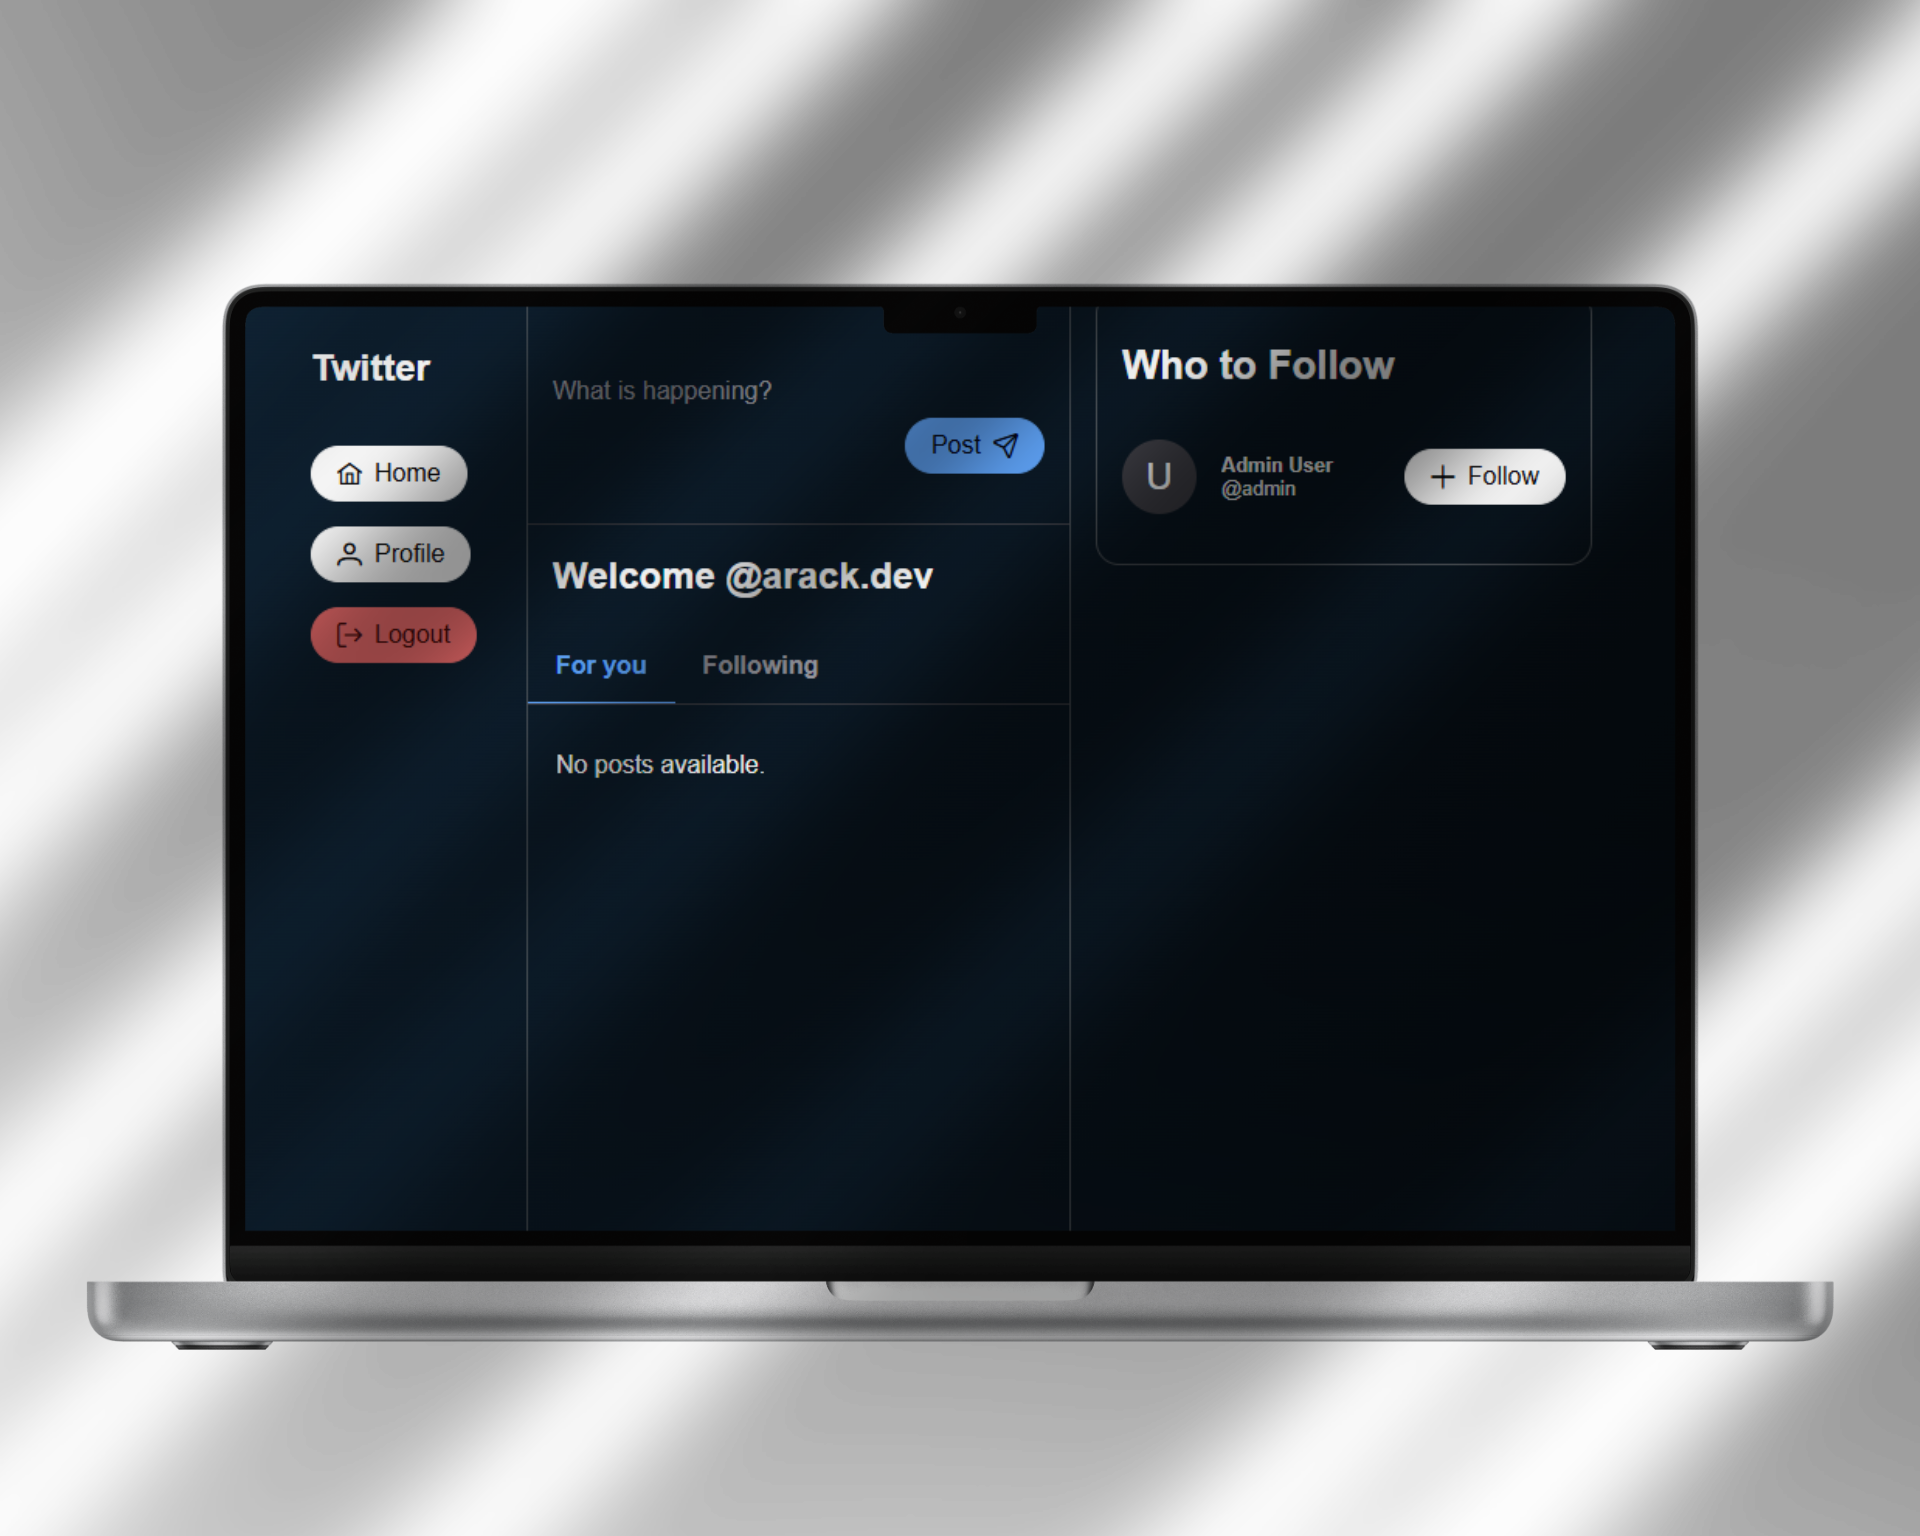 Twitter
Home
Profile
Logout
What is happening?
Post
Welcome @arack.dev
For you
Following
No posts available.
Who to Follow
U
Admin User
@admin
Follow